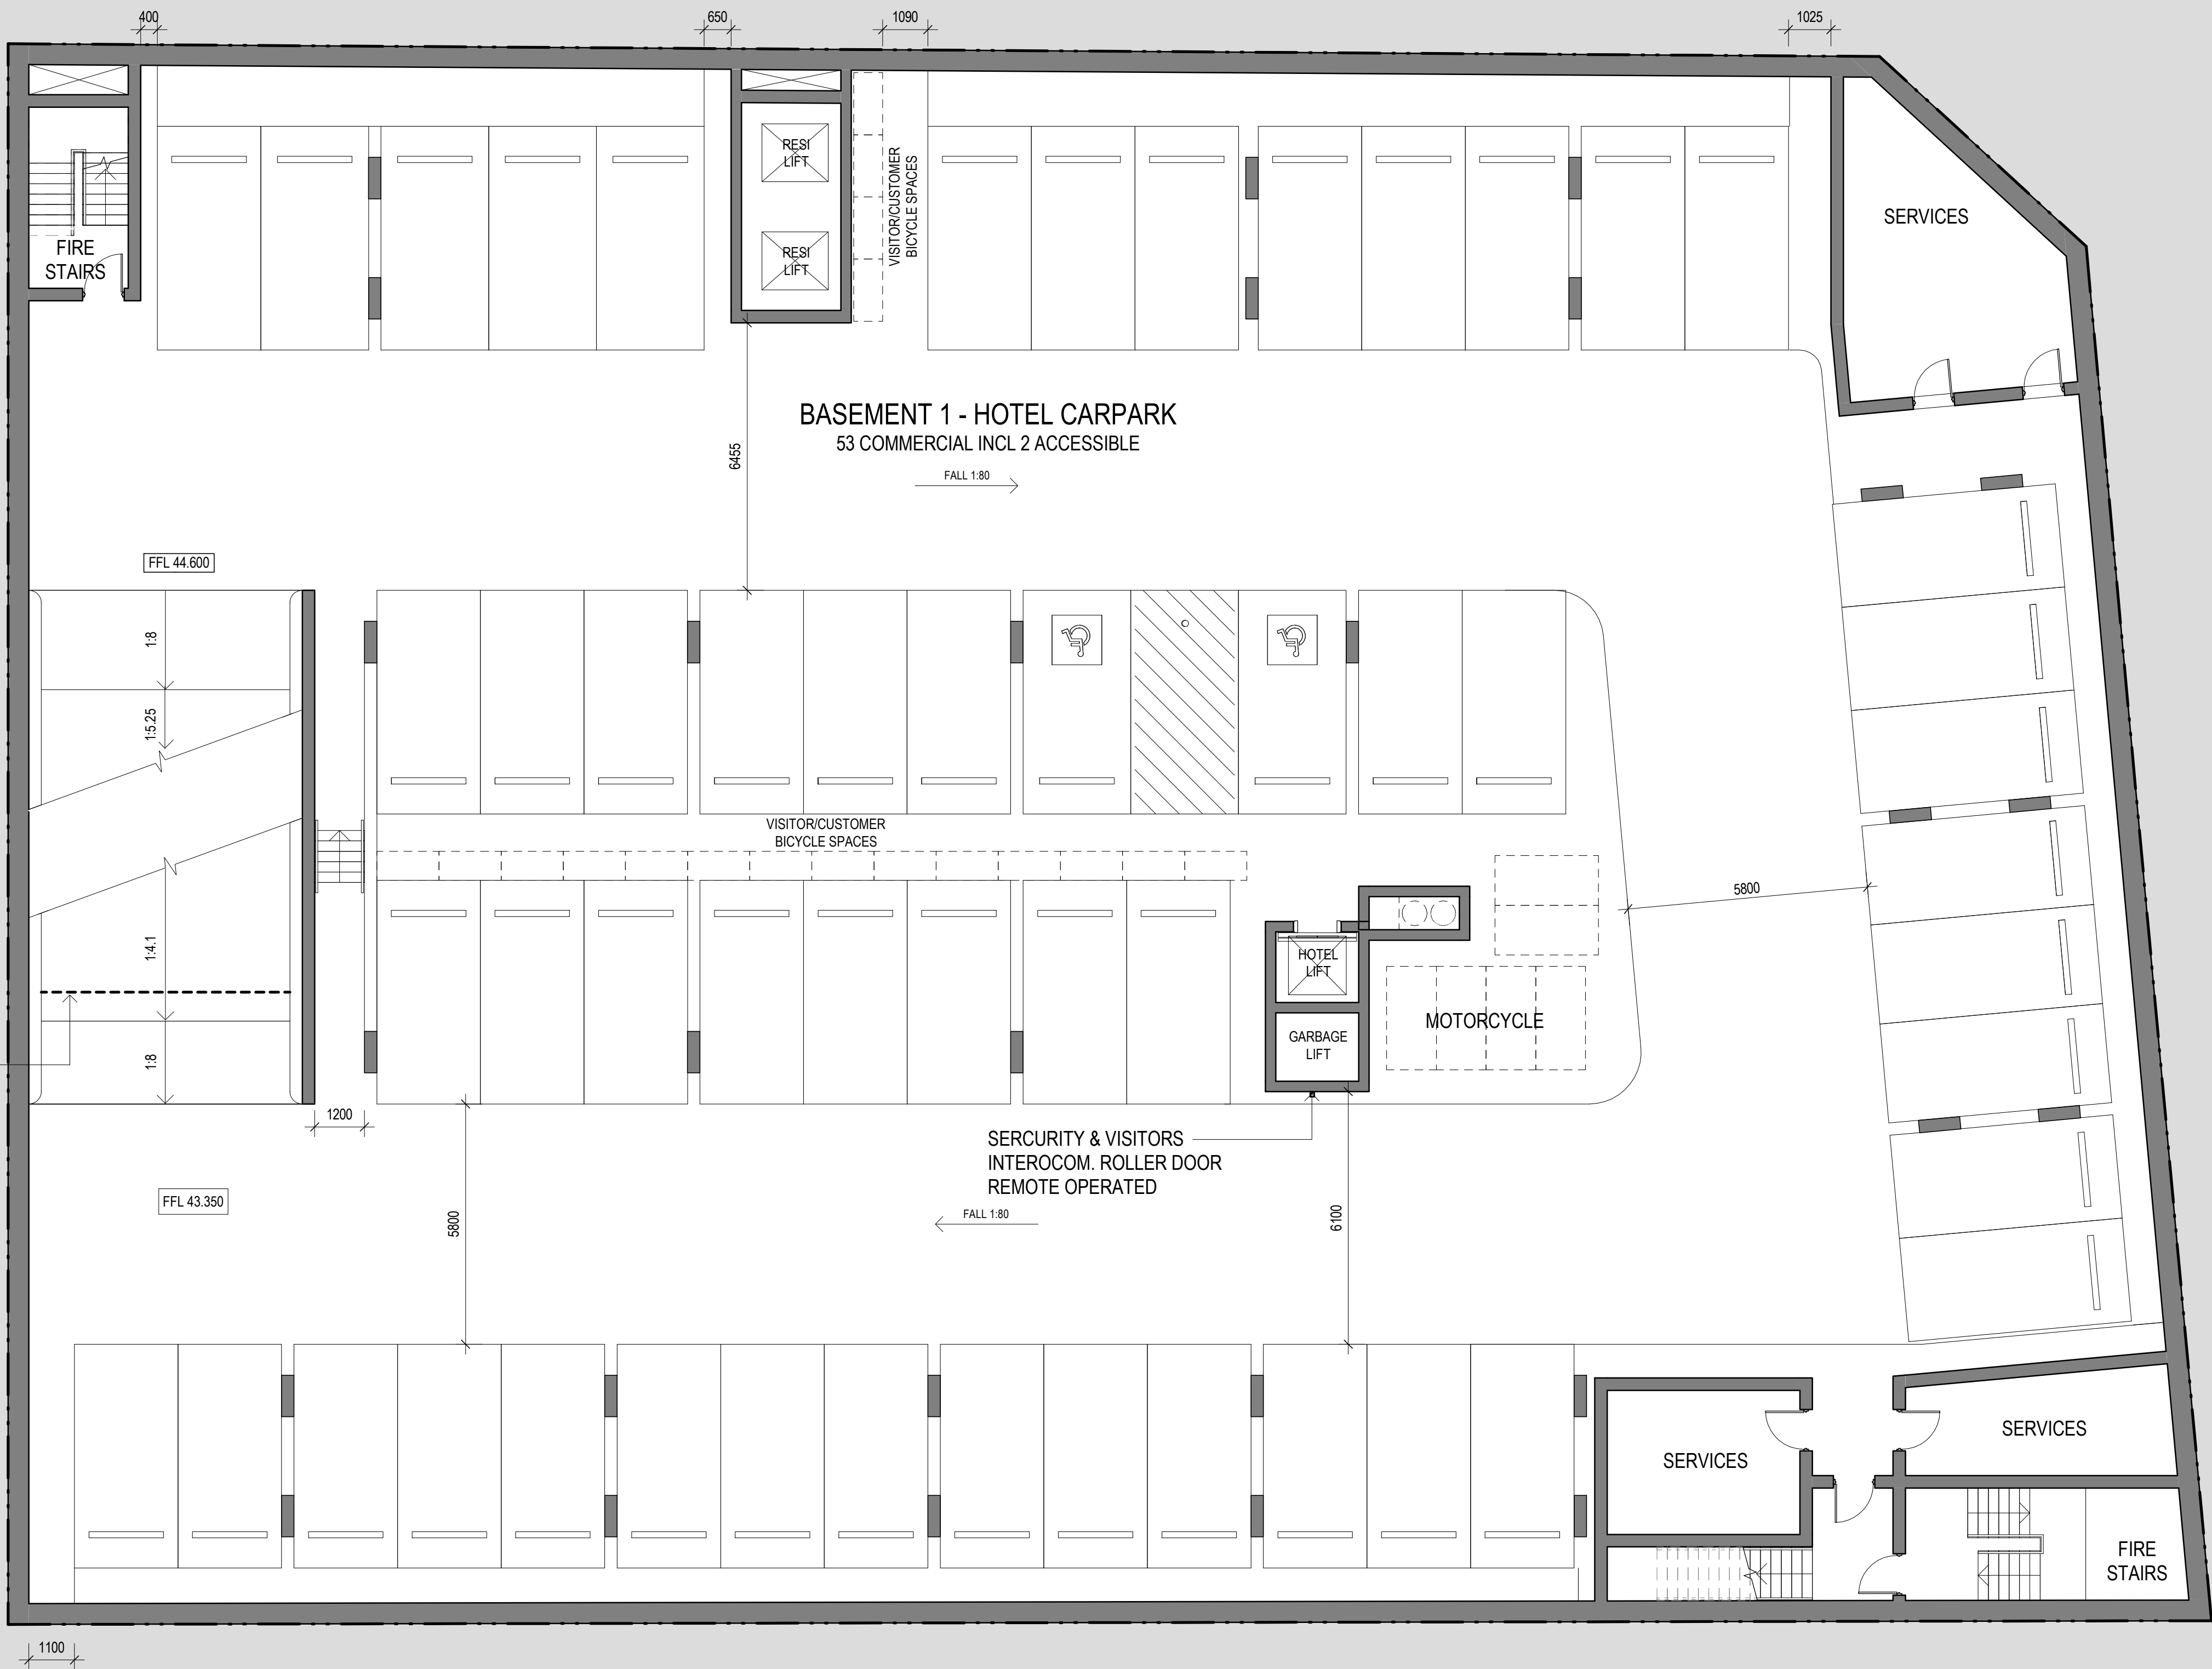 400
650
1090
1025
RESI
LIFT
VISITOR/CUSTOMER
BICYCLE SPACES
SERVICES
FIRE
STAIRS
RESI
LIFT
BASEMENT 1 - HOTEL CARPARK
53 COMMERCIAL INCL 2 ACCESSIBLE
6455
FALL 1:80
FFL 44.600
1:8
1:5.25
VISITOR/CUSTOMER
BICYCLE SPACES
5800
1:4.1
HOTEL
LIFT
MOTORCYCLE
GARBAGE
LIFT
1:8
1200
SERCURITY & VISITORS
INTEROCOM. ROLLER DOOR
REMOTE OPERATED
FFL 43.350
5800
FALL 1:80
6100
SERVICES
SERVICES
FIRE
STAIRS
1100